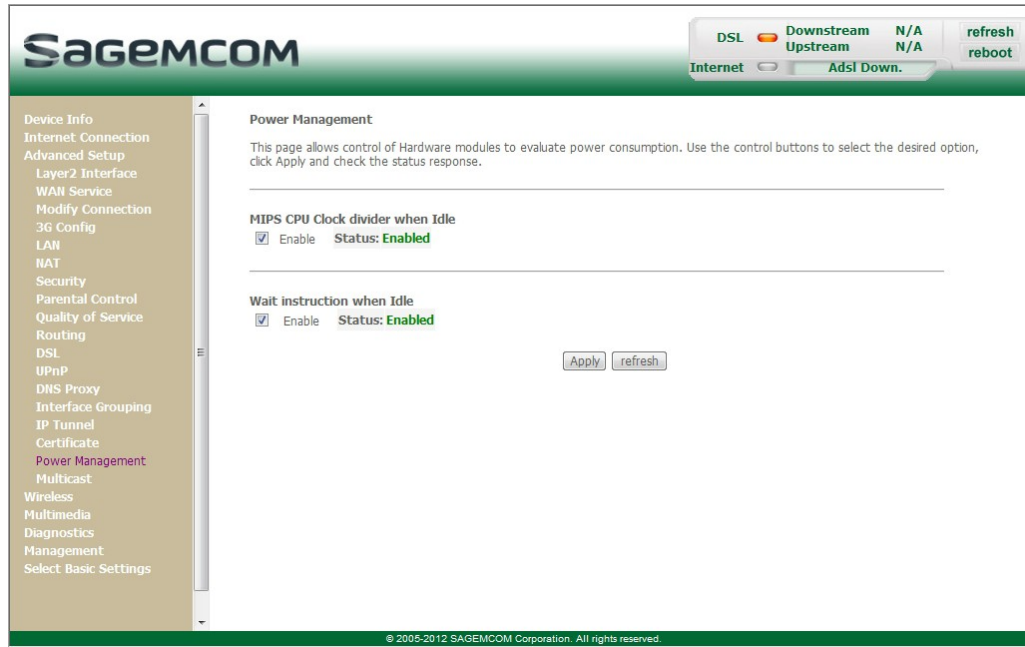 SAGEMCOM
DSL Downstream N/A
Upstream N/A
Internet Adsl Down.
refresh
reboot
Device Info
Internet Connection
Advanced Setup
Layer2 Interface
WAN Service
Modify Connection
3G Config
LAN
NAT
Security
Parental Control
Quality of Service
Routing
DSL
UPnP
DNS Proxy
Interface Grouping
IP Tunnel
Certificate
Power Management
Multicast
Wireless
Multimedia
Diagnostics
Management
Select Basic Settings
Power Management
This page allows control of Hardware modules to evaluate power consumption. Use the control buttons to select the desired option,
click Apply and check the status response.
MIPS CPU Clock divider when Idle
Enable Status: Enabled
Wait instruction when Idle
Enable Status: Enabled
Apply refresh
© 2005-2012 SAGEMCOM Corporation. All rights reserved.